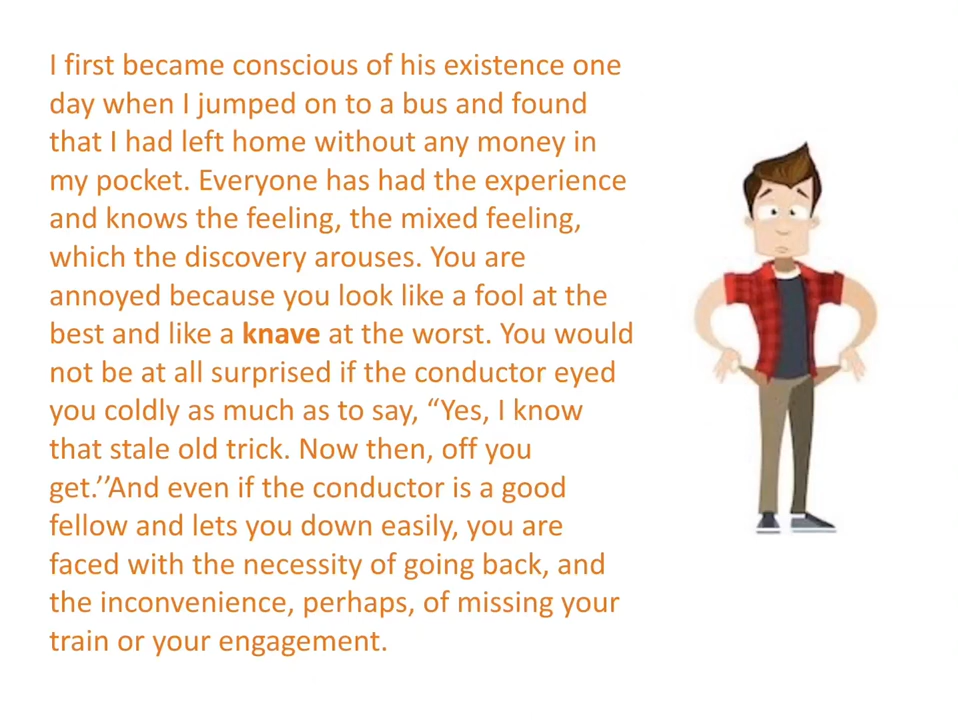 I first became conscious of his existence one
day when I jumped on to a bus and found
that I had left home without any money in
my pocket. Everyone has had the experience
and knows the feeling, the mixed feeling,
which the discovery arouses. You are
annoyed because you look like a fool at the
best and like a knave at the worst. You would
not be at all surprised if the conductor eyed
you coldly as much as to say, “Yes, I know
that stale old trick. Now then, off you
get.’’And even if the conductor is a good
fellow and lets you down easily, you are
faced with the necessity of going back, and
the inconvenience, perhaps, of missing your
train or your engagement.